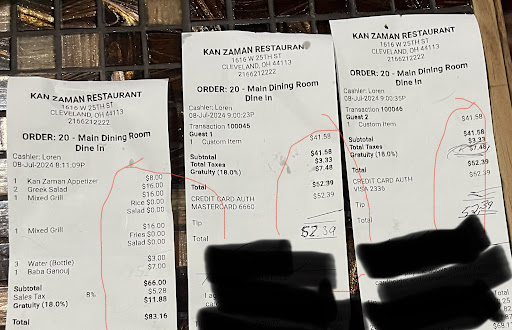 KAN ZAMAN RESTAURANT
1616 W 25TH ST
CLEVELAND, OH 44113
2166212222
ORDER: 20 - Main Dining Room
Dine In
Cashier: Loren
08-Jul-2024 8:11:09P
1 Kan Zaman Appetizer $8.00
2 Greek Salad $16.00
1 Mixed Grill $16.00
Rice $0.00
Salad $0.00
1 Mixed Grill $16.00
Fries $0.00
Salad $0.00
3 Water (Bottle) $3.00
1 Baba Ganouj $7.00
Subtotal $66.00
Sales Tax 8% $5.28
Gratuity (18.0%) $11.88
Total $83.16
KAN ZAMAN RESTAURANT
1616 W 25TH ST
CLEVELAND, OH 44113
2166212222
ORDER: 20 - Main Dining Room
Dine In
Cashier: Loren
08-Jul-2024 9:00:23P
Transaction 100045
Guest 1
1 Custom Item $41.58
Subtotal $41.58
Total Taxes $3.33
Gratuity (18.0%) $7.48
Total $52.39
CREDIT CARD AUTH
MASTERCARD 6660
Tip
Total 52.39
KAN ZAMAN RESTAURANT
1616 W 25TH ST
CLEVELAND, OH 44113
2166212222
ORDER: 20 - Main Dining Room
Dine In
Cashier: Loren
08-Jul-2024 9:00:35P
Transaction 100046
Guest 2
1 Custom Item $41.58
Subtotal $41.58
Total Taxes $3.33
Gratuity (18.0%) $7.48
Total $52.39
CREDIT CARD AUTH
VISA 2336
Tip
Total 52.39